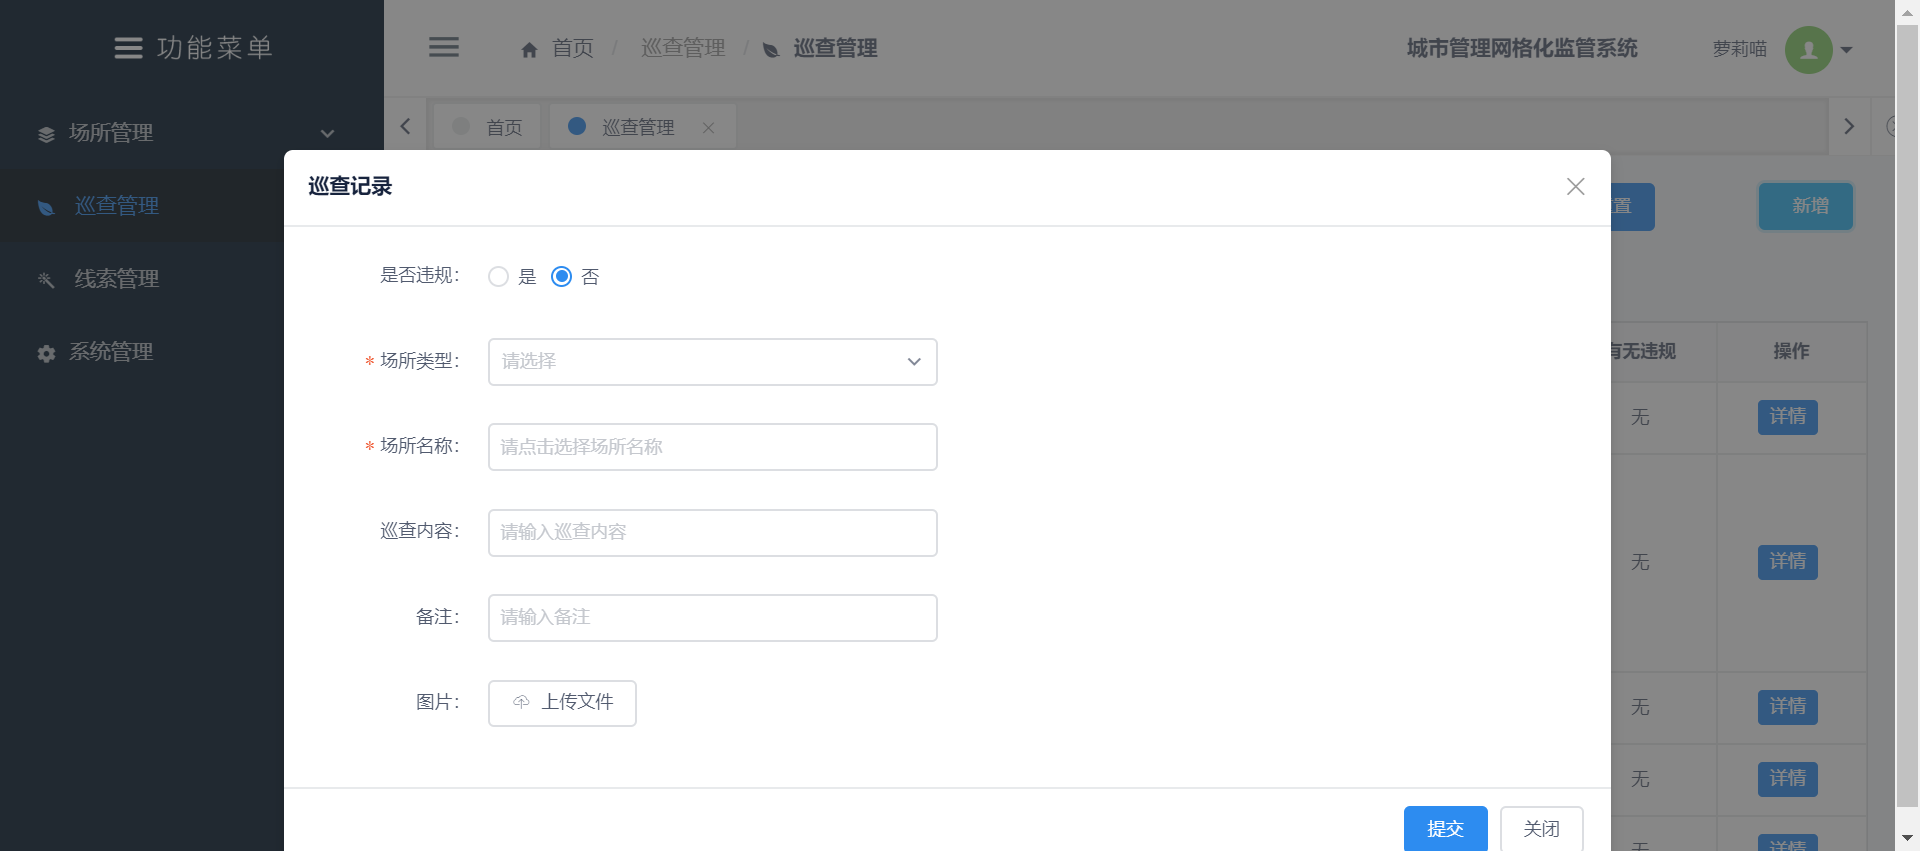 功能菜单
首页 / 巡查管理 / 巡查管理
城市管理网格化监管系统
萝莉喵
场所管理
巡查管理
线索管理
系统管理
首页
巡查管理
置
新增
巡查记录
是否违规：
是
否
* 场所类型：
请选择
* 场所名称：
请点击选择场所名称
巡查内容：
请输入巡查内容
备注：
请输入备注
图片：
上传文件
提交
关闭
有无违规
操作
无
详情
无
详情
无
详情
无
详情
无
详情